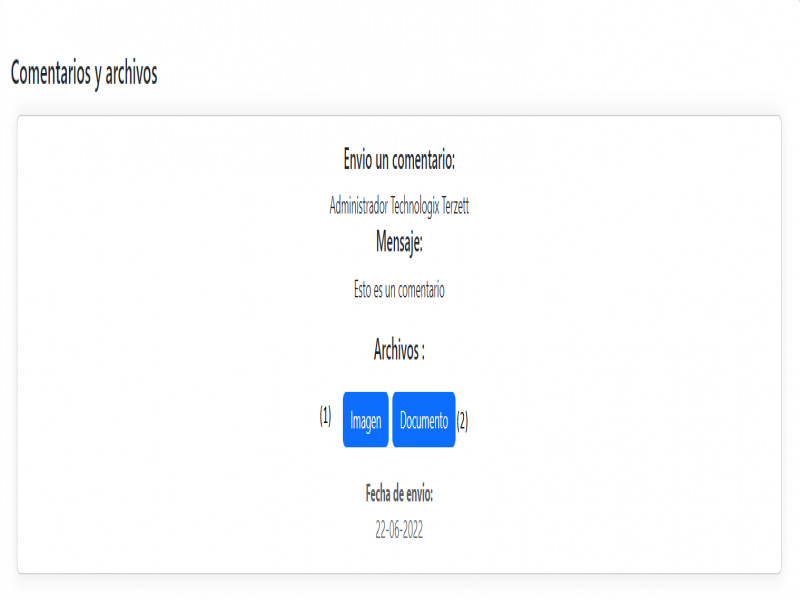 Comentarios y archivos
Envio un comentario:
Administrador Technologix Terzett
Mensaje:
Esto es un comentario
Archivos :
(1) Imagen Documento (2)
Fecha de envio:
22-06-2022